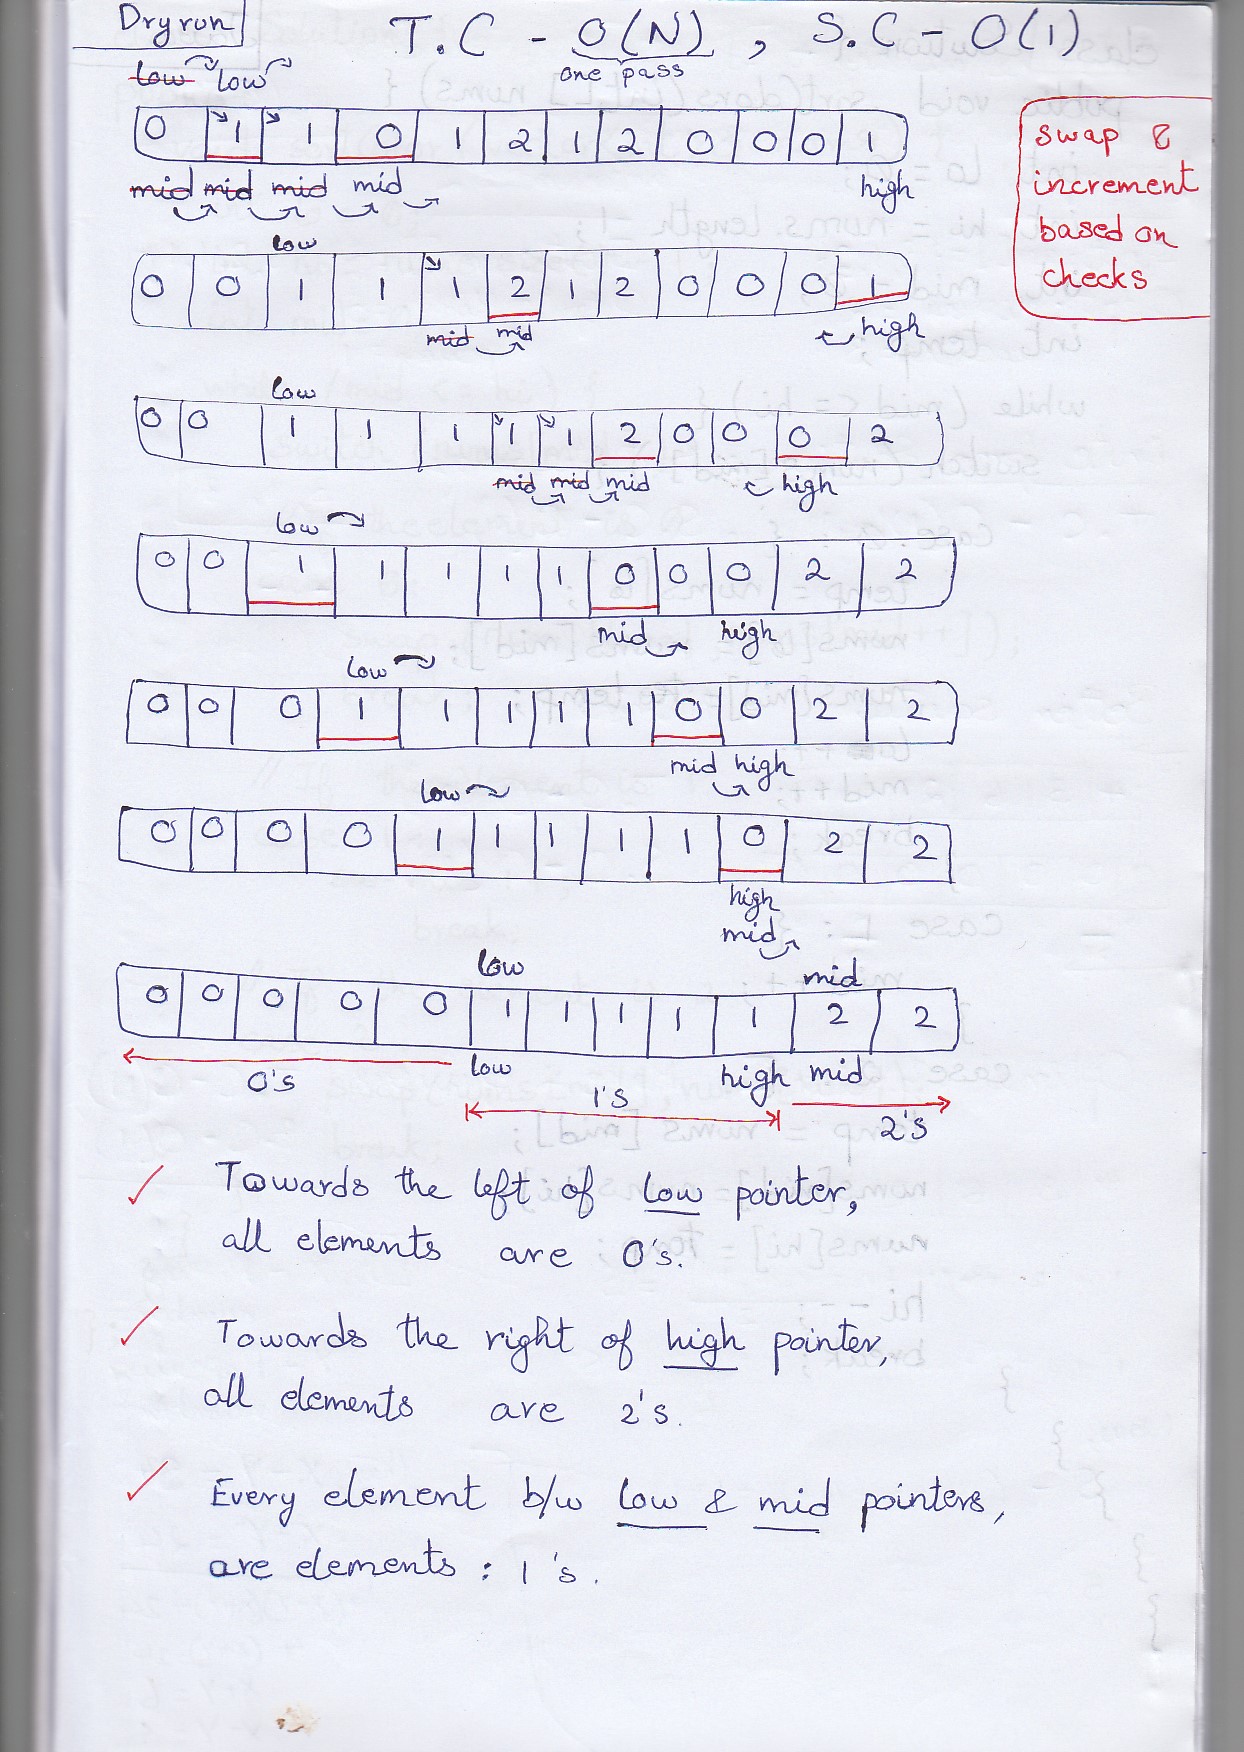 Dry run
T.C - O(N) , S.C - O(1)
one pass
low low
0 1 1 0 1 2 1 2 0 0 0 1
mid mid mid mid high
swap &
increment
based on
checks
low
0 0 1 1 1 2 1 2 0 0 0 1
mid mid high
low
0 0 1 1 1 1 1 2 0 0 0 2
mid mid mid high
low
0 0 1 1 1 1 1 0 0 0 2 2
mid high
low
0 0 0 1 1 1 1 1 0 0 2 2
mid high
low
0 0 0 0 1 1 1 1 1 0 2 2
high
mid
low mid
0 0 0 0 0 1 1 1 1 1 2 2
low high mid
0's 1's 2's
Towards the left of low pointer,
all elements are 0's.
Towards the right of high pointer,
all elements are 2's.
Every element b/w low & mid pointers,
are elements : 1's.